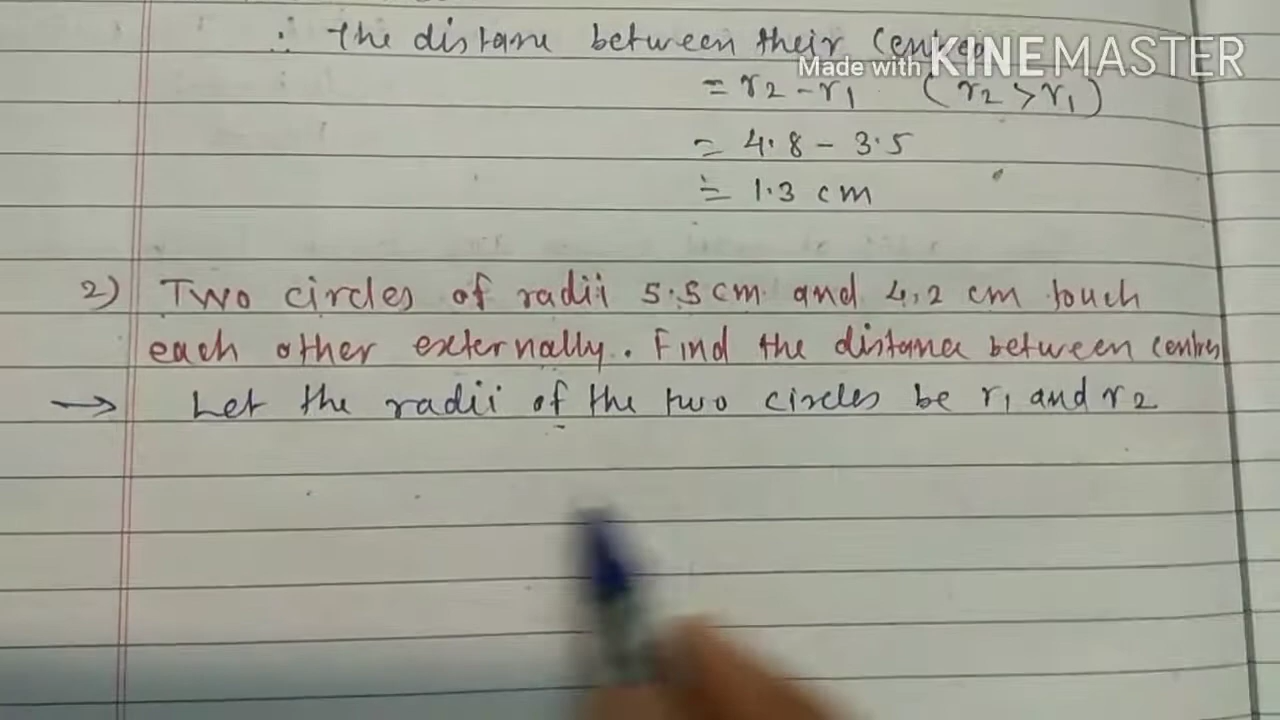 ∴ the distane between their Centres
Made with KINEMASTER
= r2 - r1 ( r2 > r1 )
= 4.8 - 3.5
= 1.3 cm
2) Two circles of radii 5.5 cm and 4.2 cm touch
each other externally. Find the distance between centres
→ Let the radii of the two circles be r1 and r2